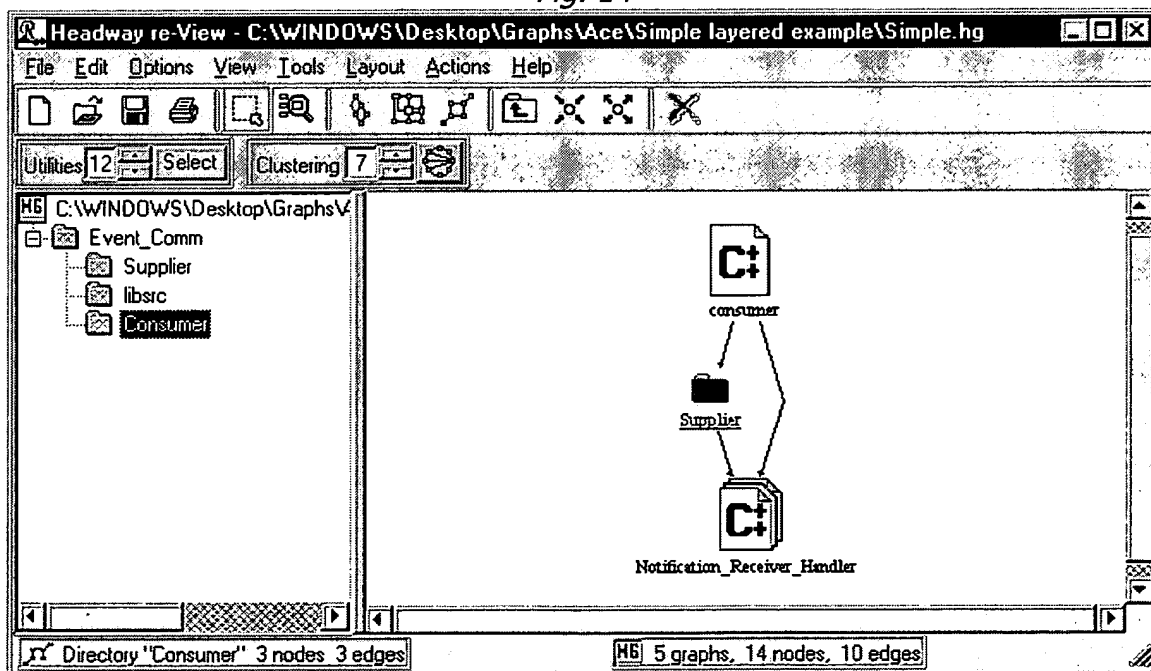 Headway re-View - C:\WINDOWS\Desktop\Graphs\Ace\Simple layered example\Simple.hg
File Edit Options View Tools Layout Actions Help
Utilities 12 Select Clustering 7
HG C:\WINDOWS\Desktop\Graphs\A
Event_Comm
Supplier
libsrc
Consumer
C++
consumer
Supplier
C++
Notification_Receiver_Handler
Directory "Consumer" 3 nodes 3 edges
HG 5 graphs, 14 nodes, 10 edges